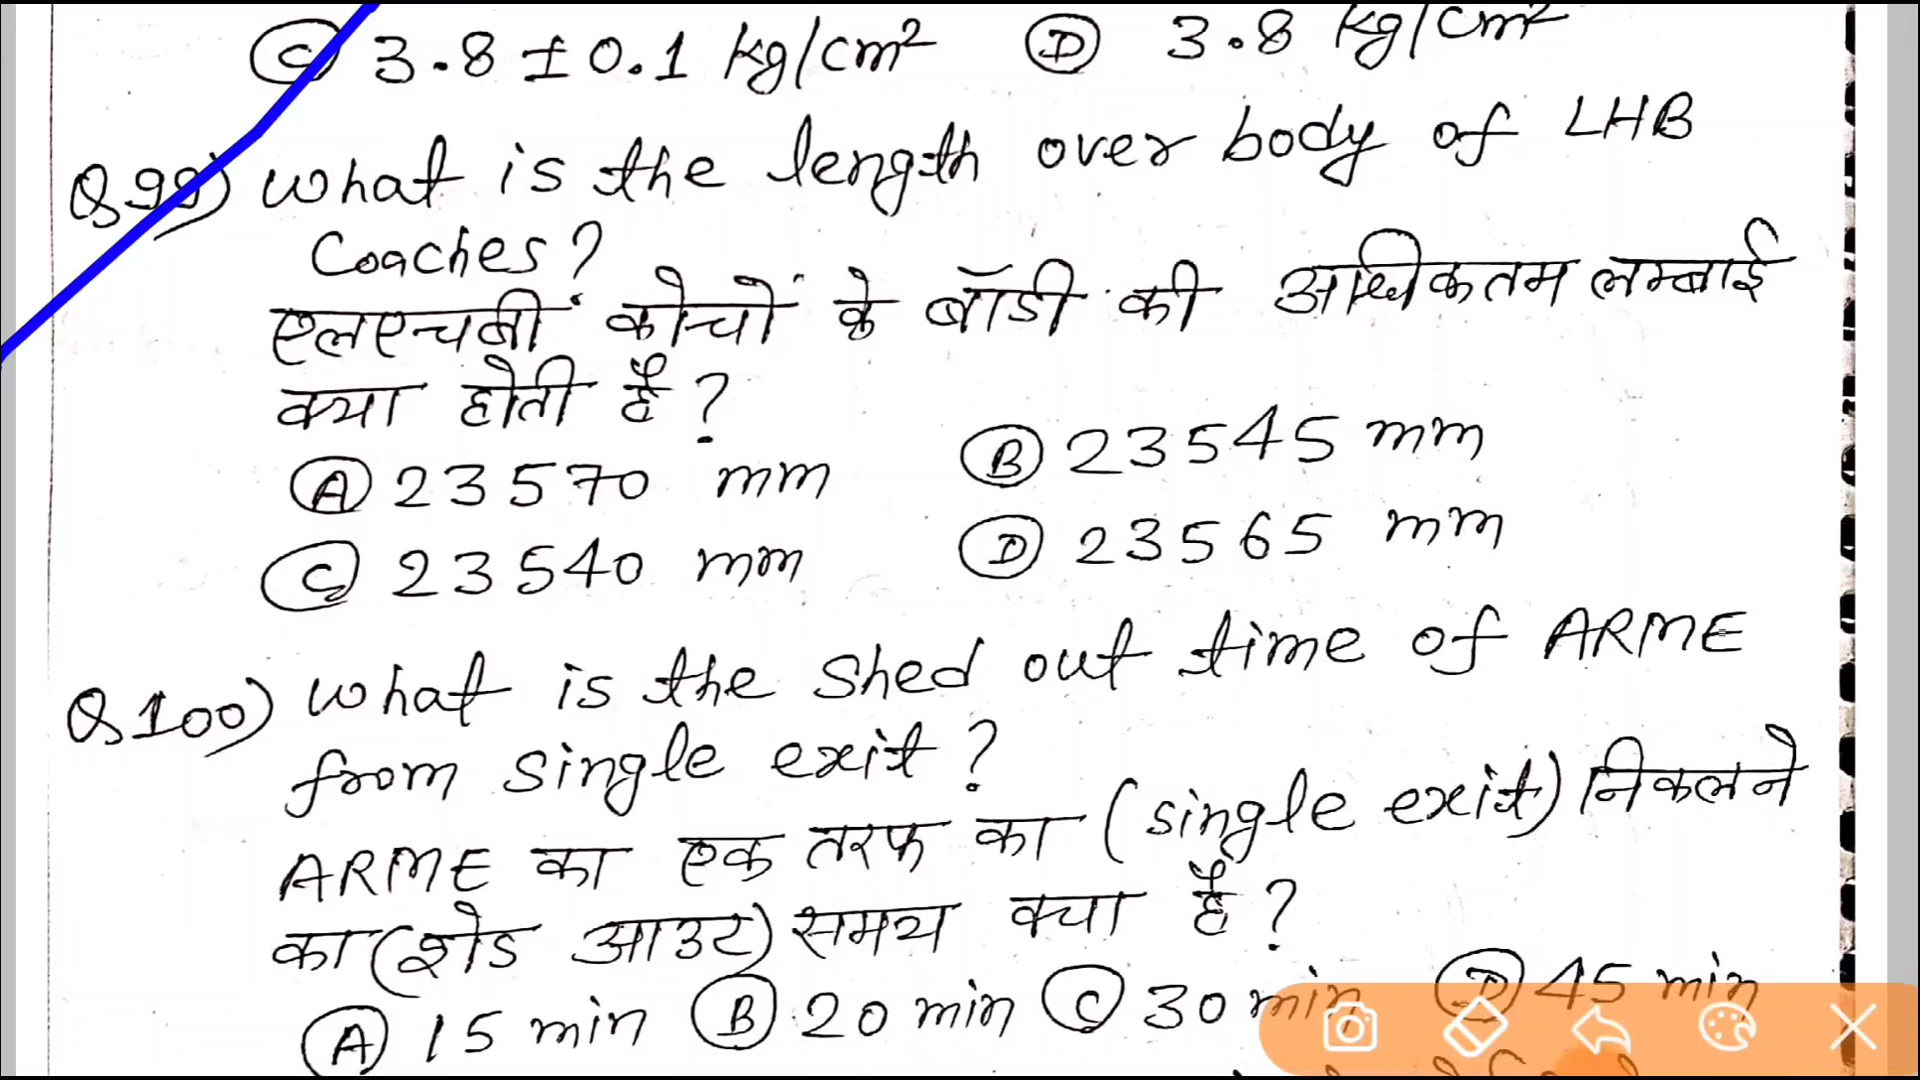 C 3.8 ± 0.1 kg/cm² D 3.8 kg/cm²
Q.99) What is the length over body of LHB
Coaches?
एलएचबी कोचों के बॉडी की अधिकतम लम्बाई
क्या होती है?
A 23570 mm B 23545 mm
C 23540 mm D 23565 mm
Q.100) What is the shed out time of ARME
from single exit?
ARME का एक तरफ का (single exit) निकलने
का (शेड आउट) समय क्या है?
A 15 min B 20 min C 30 min D 45 min